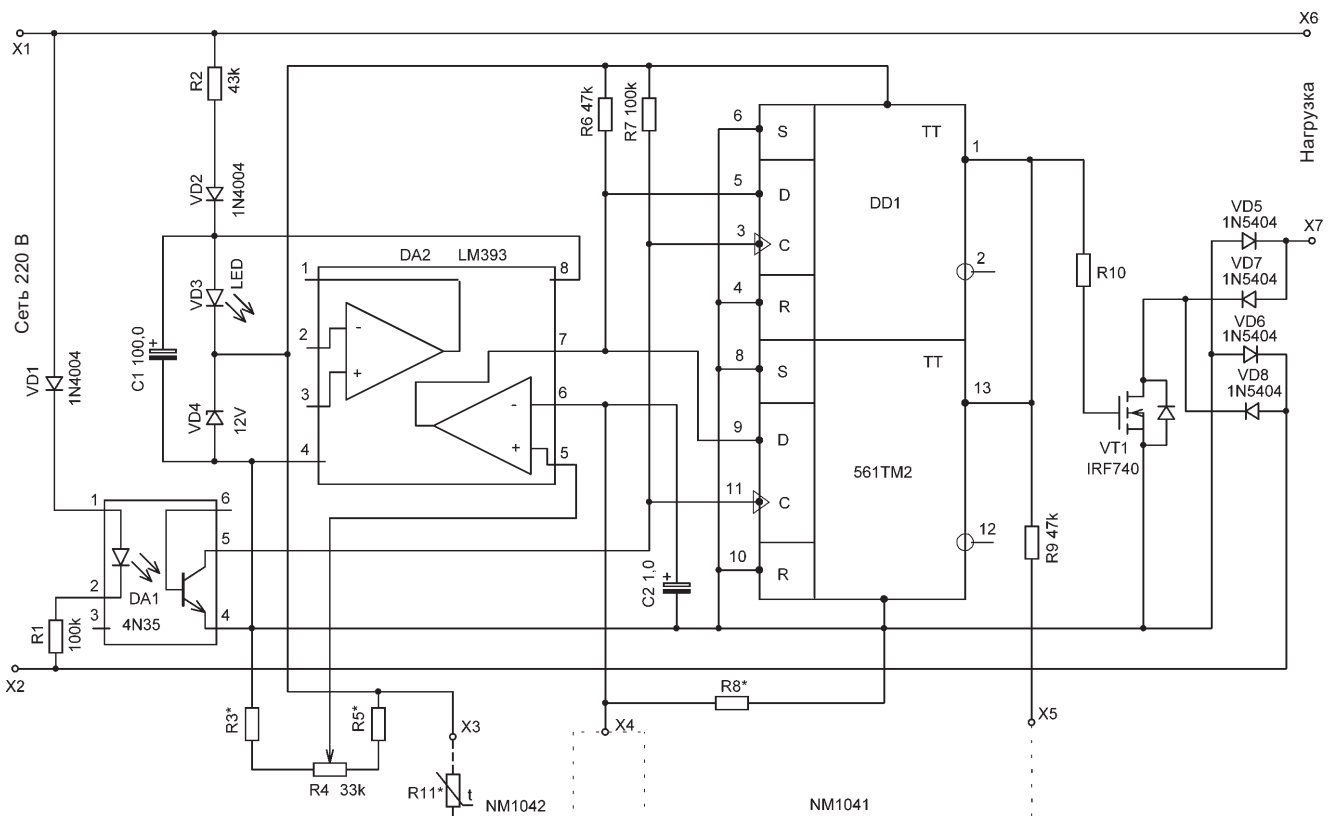 X1
X6
R2
43k
VD2
1N4004
Сеть 220 В
C1 100,0
+
VD3
LED
VD4
12V
VD1
1N4004
DA2 LM393
1
2
3
4
8
7
6
5
-
+
-
+
R6 47k
R7 100k
6
5
3
4
8
9
11
10
S
D
C
R
S
D
C
R
TT
DD1
TT
561TM2
1
2
13
12
R10
R9 47k
VT1
IRF740
Нагрузка
VD5
1N5404
X7
VD7
1N5404
VD6
1N5404
VD8
1N5404
1
2
3
6
5
4
DA1
4N35
R1
100k
C2 1,0
+
X2
R3*
R5*
R4 33k
X3
R11*
t
NM1042
X4
R8*
NM1041
X5